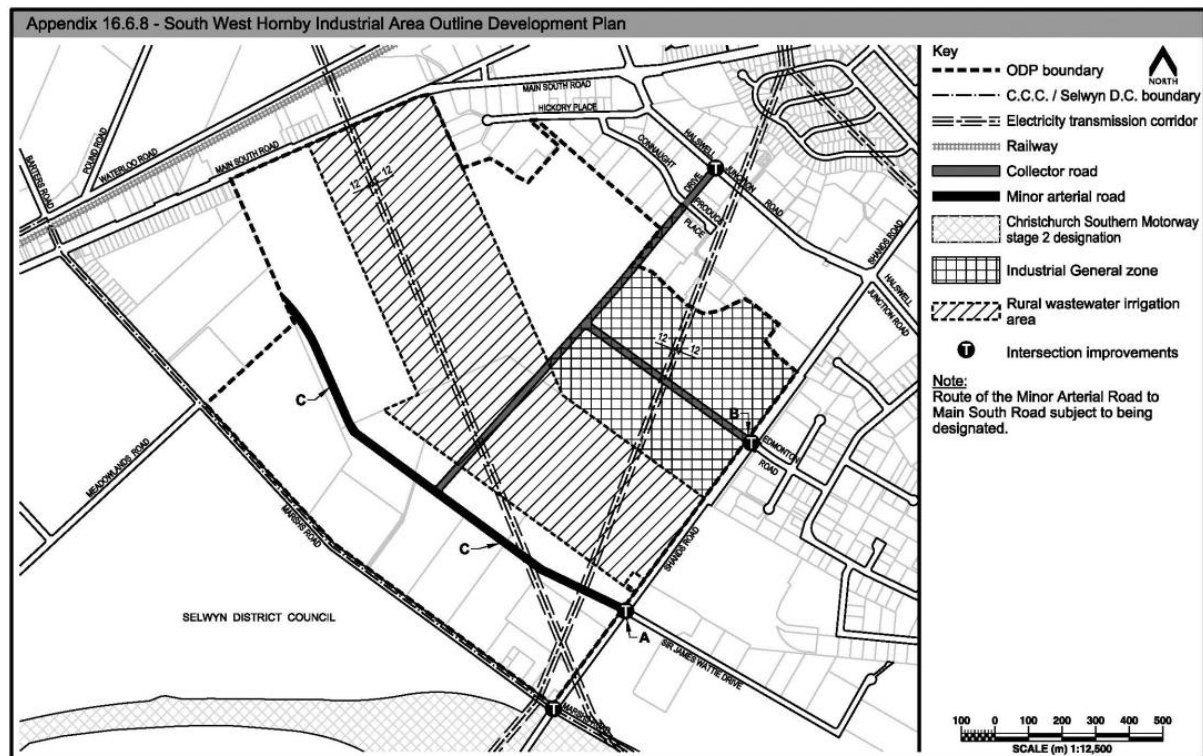 Appendix 16.6.8 - South West Hornby Industrial Area Outline Development Plan
MAIN SOUTH ROAD
HICKORY PLACE
CONNAUGHT
DRIVE
HALSWELL
JUNCTION
ROAD
PRODUCE
PLACE
SHANDS ROAD
HALSWELL
JUNCTION ROAD
BARTERS ROAD
POUND ROAD
WATERLOO ROAD
MAIN SOUTH ROAD
12
12
12
12
C
B
T
T
EDMONTON
ROAD
MEADOWLANDS ROAD
MARSHS ROAD
C
SHANDS ROAD
SELWYN DISTRICT COUNCIL
T
A
SIR JAMES WATTIE DRIVE
T
Key
NORTH
ODP boundary
C.C.C. / Selwyn D.C. boundary
Electricity transmission corridor
Railway
Collector road
Minor arterial road
Christchurch Southern Motorway
stage 2 designation
Industrial General zone
Rural wastewater irrigation
area
T Intersection improvements
Note:
Route of the Minor Arterial Road to
Main South Road subject to being
designated.
100 0 100 200 300 400 500
SCALE (m) 1:12,500